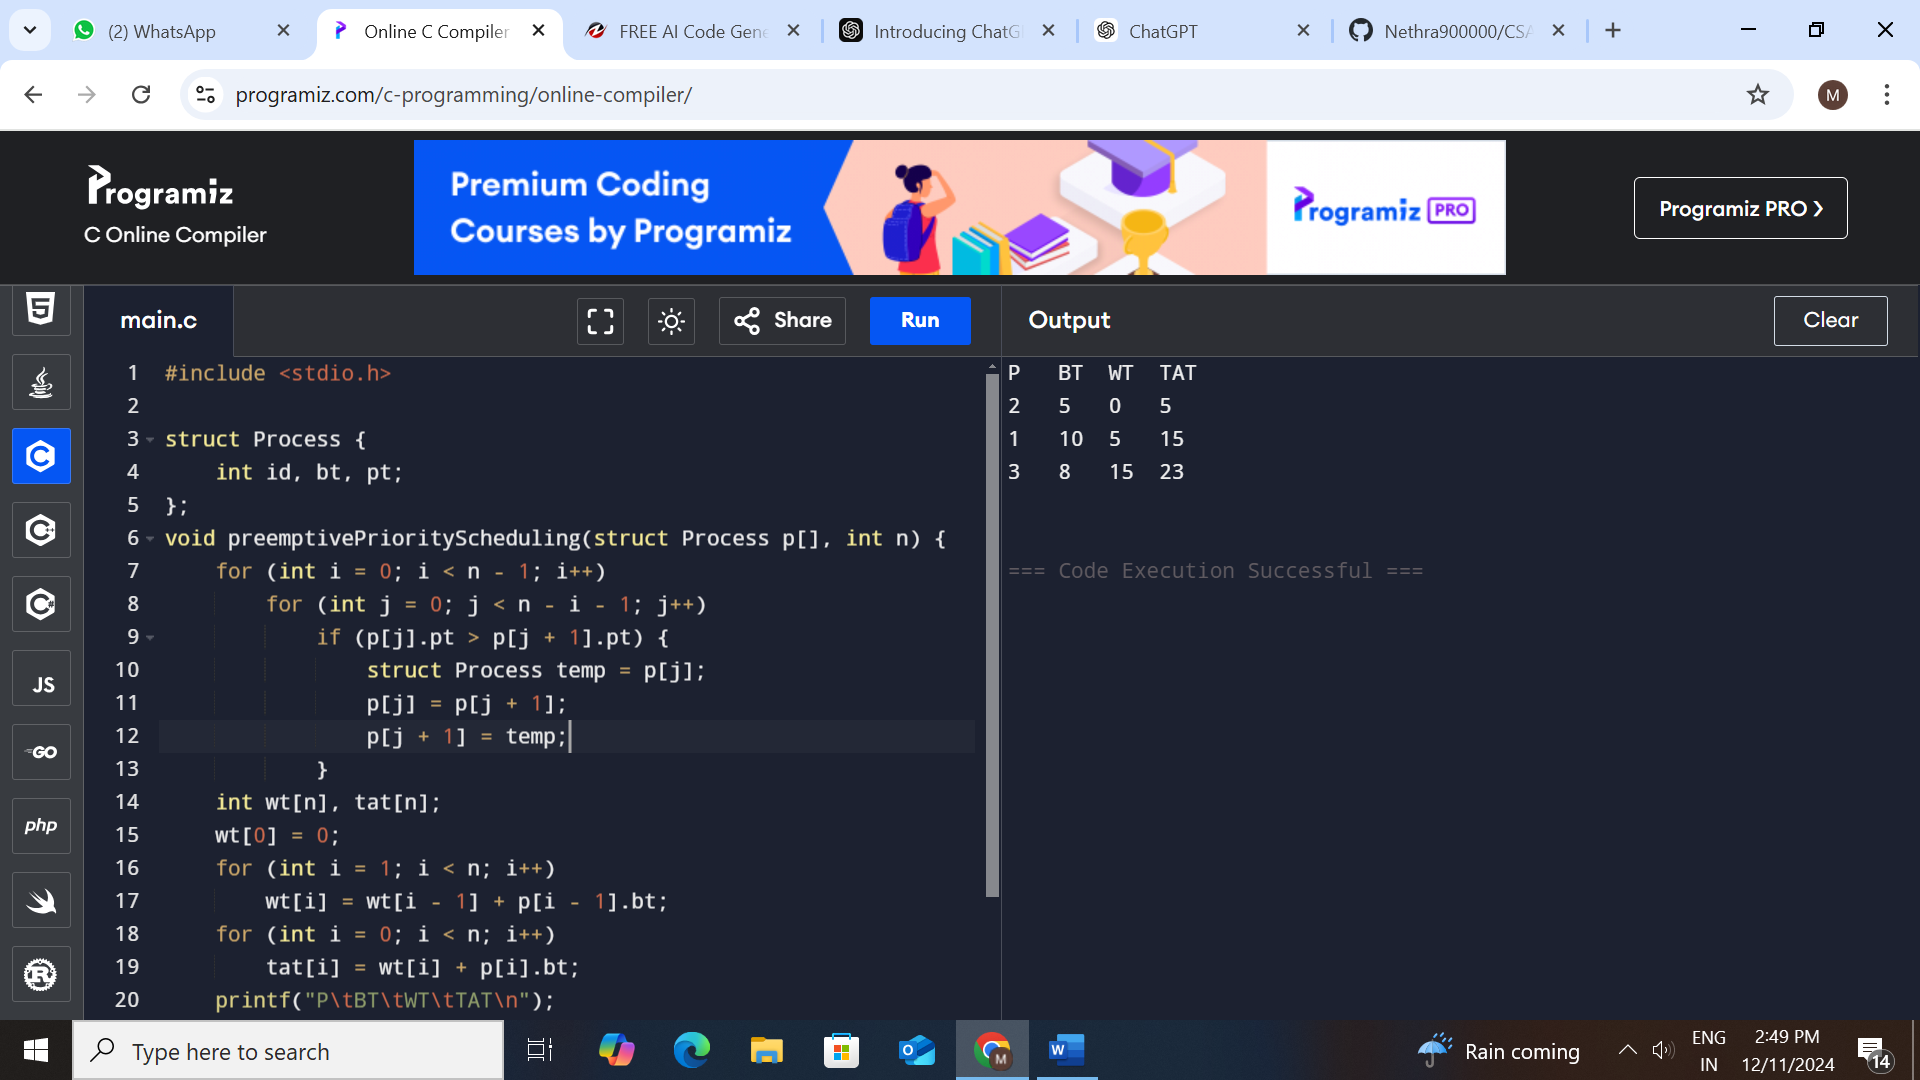 (2) WhatsApp
Online C Compiler
FREE AI Code Gene
Introducing ChatG
ChatGPT
Nethra900000/CSA
programiz.com/c-programming/online-compiler/
M
Programiz
C Online Compiler
Premium Coding
Courses by Programiz
Programiz PRO
Programiz PRO ❯
main.c
Share
Run
Output
Clear
5
C
C++
C#
JS
GO
php
R
1 #include <stdio.h>
2
3 struct Process {
4     int id, bt, pt;
5 };
6 void preemptivePriorityScheduling(struct Process p[], int n) {
7     for (int i = 0; i < n - 1; i++)
8         for (int j = 0; j < n - i - 1; j++)
9             if (p[j].pt > p[j + 1].pt) {
10                 struct Process temp = p[j];
11                 p[j] = p[j + 1];
12                 p[j + 1] = temp;
13             }
14     int wt[n], tat[n];
15     wt[0] = 0;
16     for (int i = 1; i < n; i++)
17         wt[i] = wt[i - 1] + p[i - 1].bt;
18     for (int i = 0; i < n; i++)
19         tat[i] = wt[i] + p[i].bt;
20     printf("P\tBT\tWT\tTAT\n");
P BT WT TAT
2 5 0 5
1 10 5 15
3 8 15 23
=== Code Execution Successful ===
Type here to search
M
W
Rain coming
ENG
IN
2:49 PM
12/11/2024
14